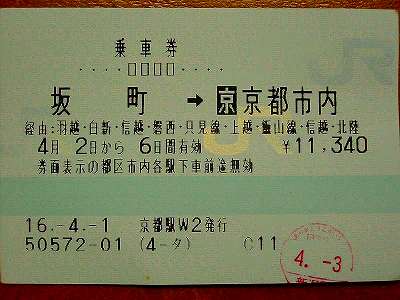 乗車券
····□□□□····
坂 町 → 京 京都市内
経由:羽越・白新・信越・磐西・只見線・上越・飯山線・信越・北陸
4月 2日から 6日間有効 ¥11,340
券面表示の都区市内各駅下車前途無効
16.-4.-1 京都駅W2発行
50572-01 (4-タ) C11
4.-3